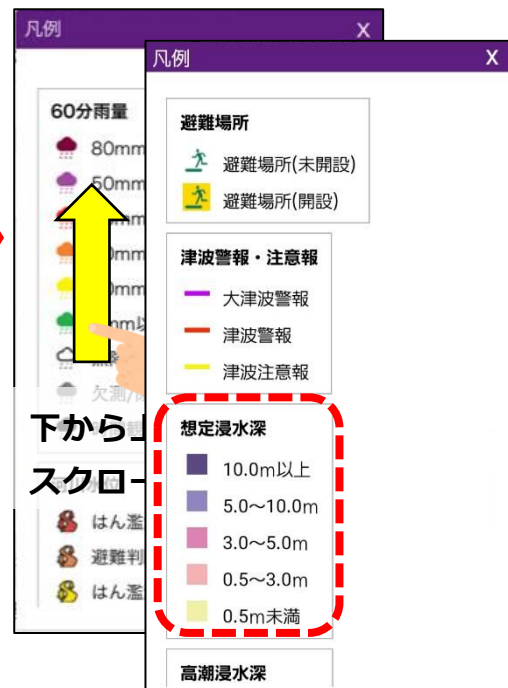 凡例
X
60分雨量
80mm
50mm
欠測
下から
スクロー
はん濫
避難判
はん濫
凡例
X
避難場所
避難場所(未開設)
避難場所(開設)
津波警報・注意報
大津波警報
津波警報
津波注意報
想定浸水深
10.0m以上
5.0～10.0m
3.0～5.0m
0.5～3.0m
0.5m未満
高潮浸水深